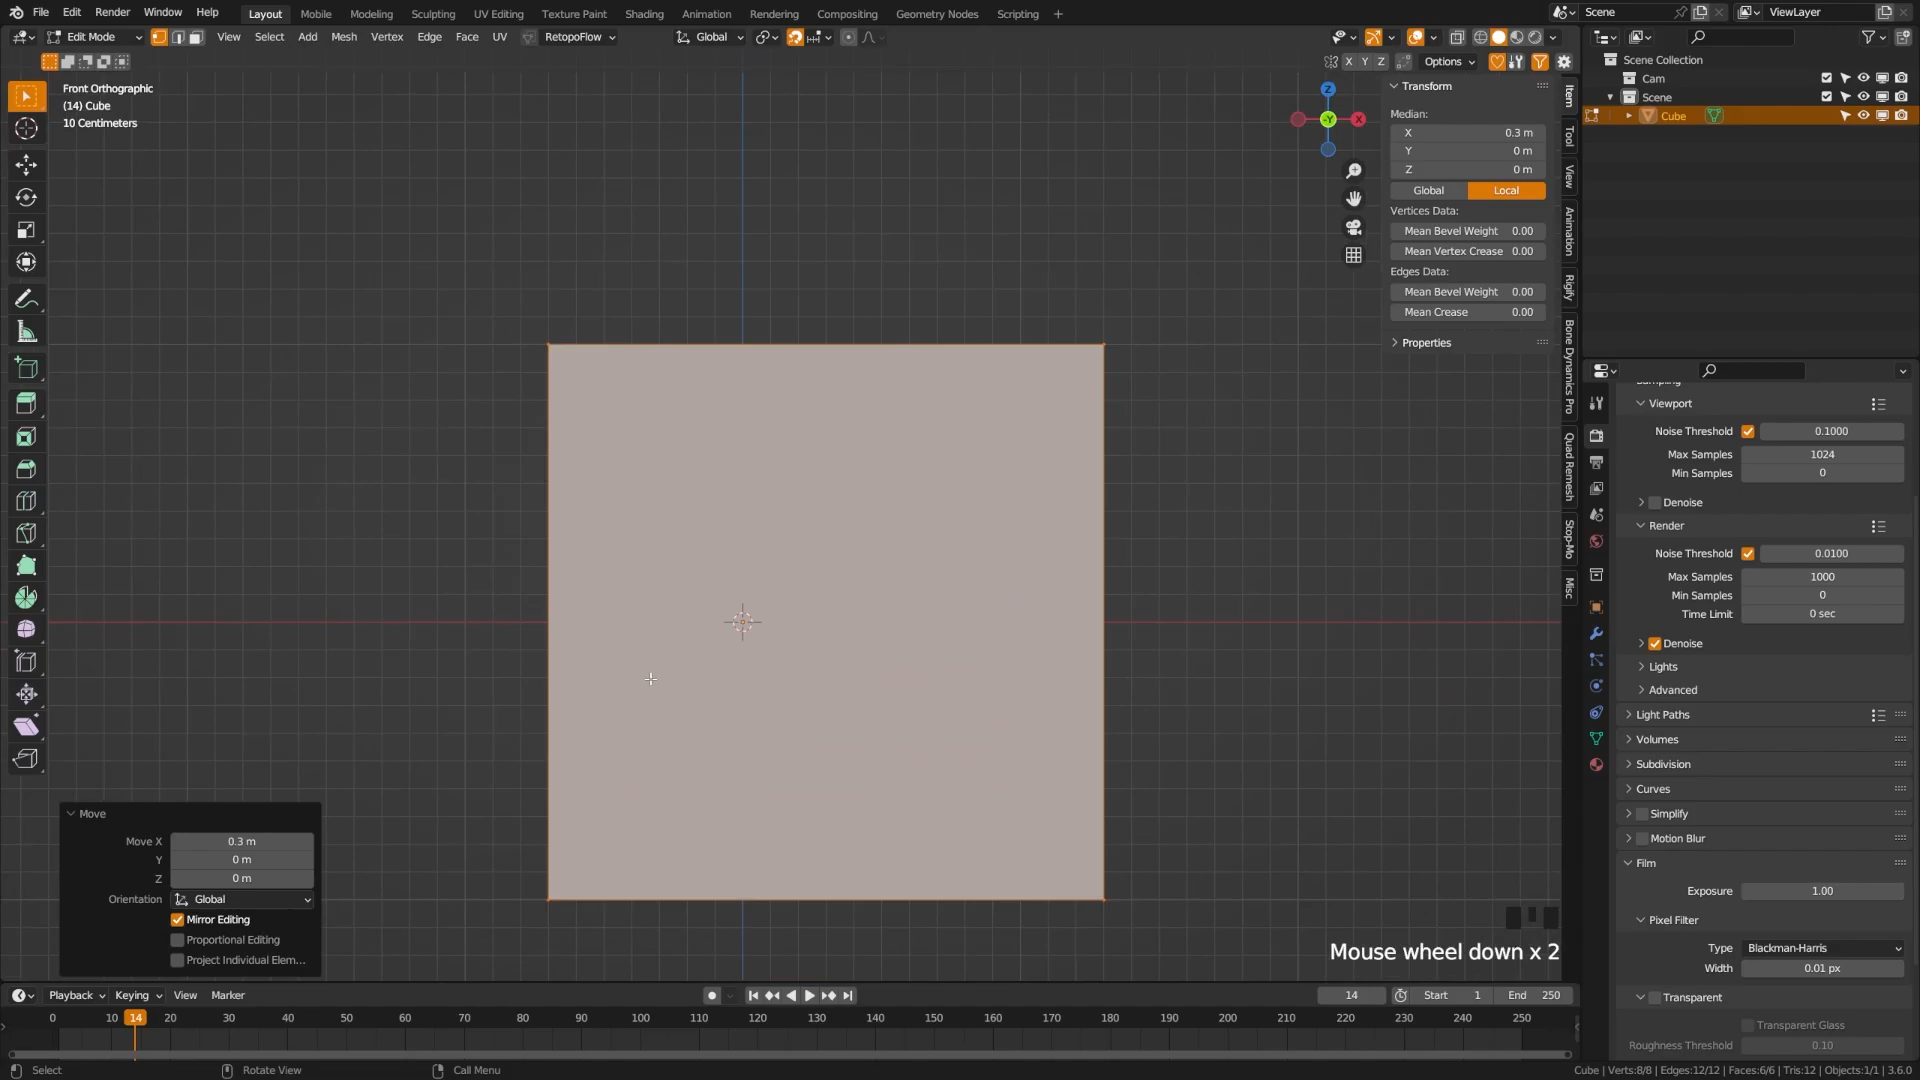 File Edit Render Window Help Layout Mobile Modeling Sculpting UV Editing Texture Paint Shading Animation Rendering Compositing Geometry Nodes Scripting + Scene ViewLayer
Edit Mode View Select Add Mesh Vertex Edge Face UV RetopoFlow Global
X Y Z Options
Front Orthographic
(14) Cube
10 Centimeters
Z
-Y X
Transform
Median:
X 0.3 m
Y 0 m
Z 0 m
Global Local
Vertices Data:
Mean Bevel Weight 0.00
Mean Vertex Crease 0.00
Edges Data:
Mean Bevel Weight 0.00
Mean Crease 0.00
Properties
Item
Tool
View
Animation
Rigify
Bone Dynamics Pro
Quad Remesh
Stop-Mo
Misc
Scene Collection
Cam
Scene
Cube
Sampling
Viewport
Noise Threshold 0.1000
Max Samples 1024
Min Samples 0
Denoise
Render
Noise Threshold 0.0100
Max Samples 1000
Min Samples 0
Time Limit 0 sec
Denoise
Lights
Advanced
Light Paths
Volumes
Subdivision
Curves
Simplify
Motion Blur
Film
Exposure 1.00
Pixel Filter
Type Blackman-Harris
Width 0.01 px
Transparent
Transparent Glass
Roughness Threshold 0.10
Move
Move X 0.3 m
Y 0 m
Z 0 m
Orientation Global
Mirror Editing
Proportional Editing
Project Individual Elem...
Mouse wheel down x 2
Playback Keying View Marker 14 Start 1 End 250
0 10 14 20 30 40 50 60 70 80 90 100 110 120 130 140 150 160 170 180 190 200 210 220 230 240 250
Select Rotate View Call Menu Cube | Verts:8/8 | Edges:12/12 | Faces:6/6 | Tris:12 | Objects:1/1 | 3.6.0